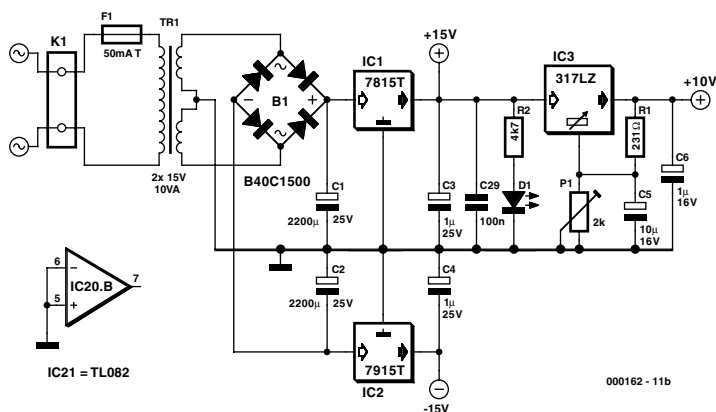 K1
F1
50mA T
TR1
2x 15V
10VA
B1
B40C1500
IC1
7815T
+15V
C1
2200µ
25V
C2
2200µ
25V
7915T
IC2
-15V
C3
1µ
25V
C4
1µ
25V
C29
100n
R2
4k7
D1
IC3
317LZ
+10V
R1
231Ω
P1
2k
C5
10µ
16V
C6
1µ
16V
6
5
7
IC20.B
IC21 = TL082
000162 - 11b